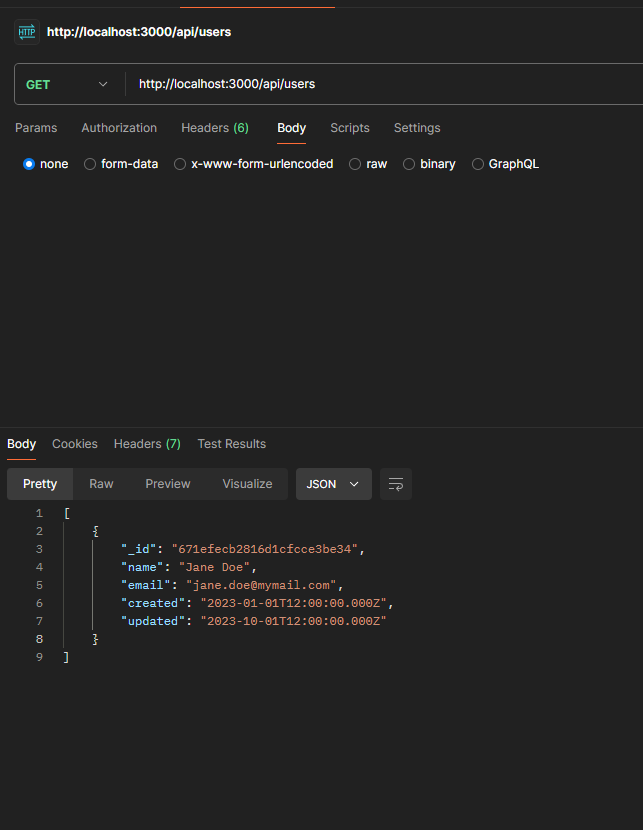 HTTP http://localhost:3000/api/users
GET http://localhost:3000/api/users
Params Authorization Headers (6) Body Scripts Settings
none form-data x-www-form-urlencoded raw binary GraphQL
Body Cookies Headers (7) Test Results
Pretty Raw Preview Visualize JSON
1 [
2 {
3 "_id": "671efecb2816d1cfcce3be34",
4 "name": "Jane Doe",
5 "email": "jane.doe@mymail.com",
6 "created": "2023-01-01T12:00:00.000Z",
7 "updated": "2023-10-01T12:00:00.000Z"
8 }
9 ]